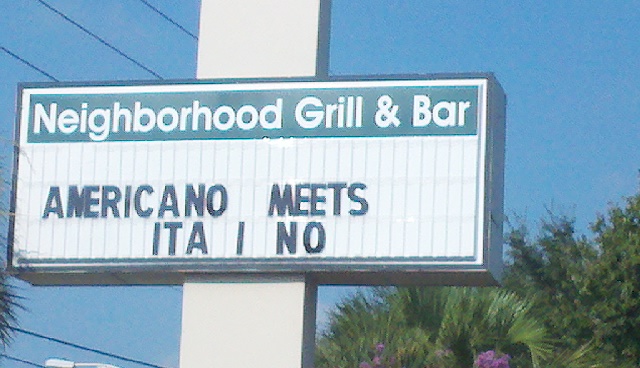 Neighborhood Grill & Bar
AMERICANO MEETS
ITA I NO